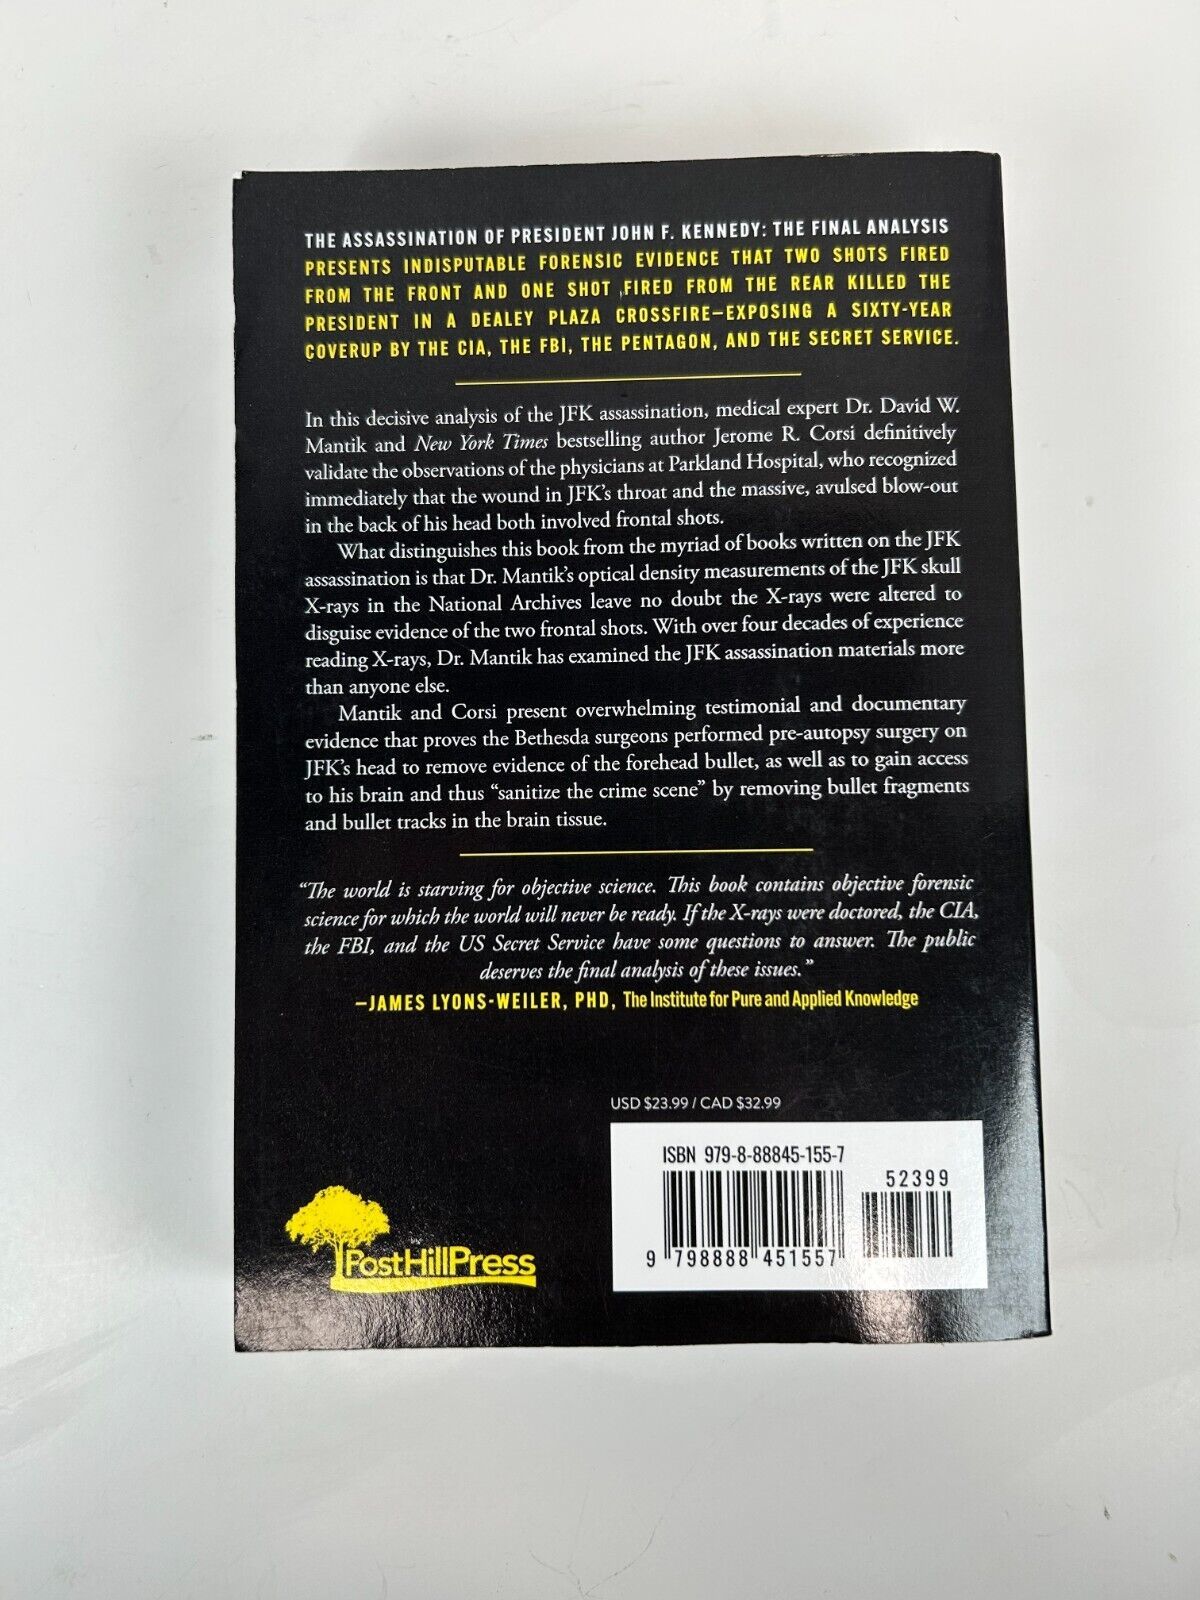 THE ASSASSINATION OF PRESIDENT JOHN F. KENNEDY: THE FINAL ANALYSIS
PRESENTS INDISPUTABLE FORENSIC EVIDENCE THAT TWO SHOTS FIRED
FROM THE FRONT AND ONE SHOT FIRED FROM THE REAR KILLED THE
PRESIDENT IN A DEALEY PLAZA CROSSFIRE—EXPOSING A SIXTY-YEAR
COVERUP BY THE CIA, THE FBI, THE PENTAGON, AND THE SECRET SERVICE.
In this decisive analysis of the JFK assassination, medical expert Dr. David W.
Mantik and New York Times bestselling author Jerome R. Corsi definitively
validate the observations of the physicians at Parkland Hospital, who recognized
immediately that the wound in JFK's throat and the massive, avulsed blow-out
in the back of his head both involved frontal shots.
What distinguishes this book from the myriad of books written on the JFK
assassination is that Dr. Mantik's optical density measurements of the JFK skull
X-rays in the National Archives leave no doubt the X-rays were altered to
disguise evidence of the two frontal shots. With over four decades of experience
reading X-rays, Dr. Mantik has examined the JFK assassination materials more
than anyone else.
Mantik and Corsi present overwhelming testimonial and documentary
evidence that proves the Bethesda surgeons performed pre-autopsy surgery on
JFK's head to remove evidence of the forehead bullet, as well as to gain access
to his brain and thus “sanitize the crime scene” by removing bullet fragments
and bullet tracks in the brain tissue.
“The world is starving for objective science. This book contains objective forensic
science for which the world will never be ready. If the X-rays were doctored, the CIA,
the FBI, and the US Secret Service have some questions to answer. The public
deserves the final analysis of these issues.”
—JAMES LYONS-WEILER, PHD, The Institute for Pure and Applied Knowledge
USD $23.99 / CAD $32.99
ISBN 979-8-88845-155-7
52399
9 798888 451557
PostHillPress